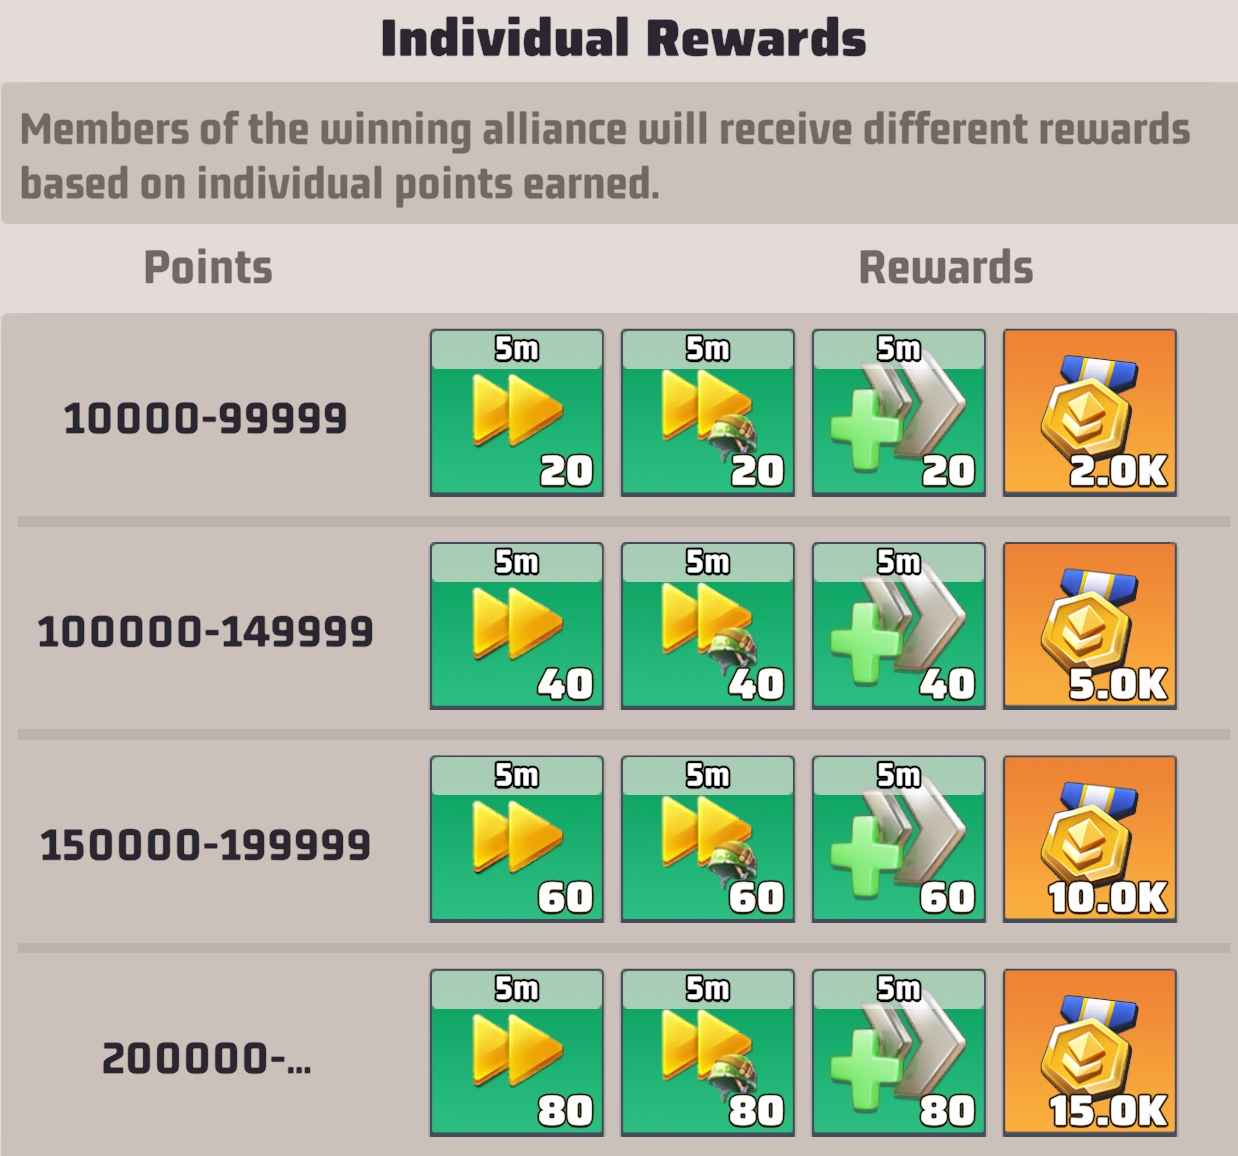 Individual Rewards
Members of the winning alliance will receive different rewards
based on individual points earned.
Points Rewards
5m 5m 5m
10000-99999
20 20 20 2.0K
5m 5m 5m
100000-149999
40 40 40 5.0K
5m 5m 5m
150000-199999
60 60 60 10.0K
5m 5m 5m
200000-...
80 80 80 15.0K